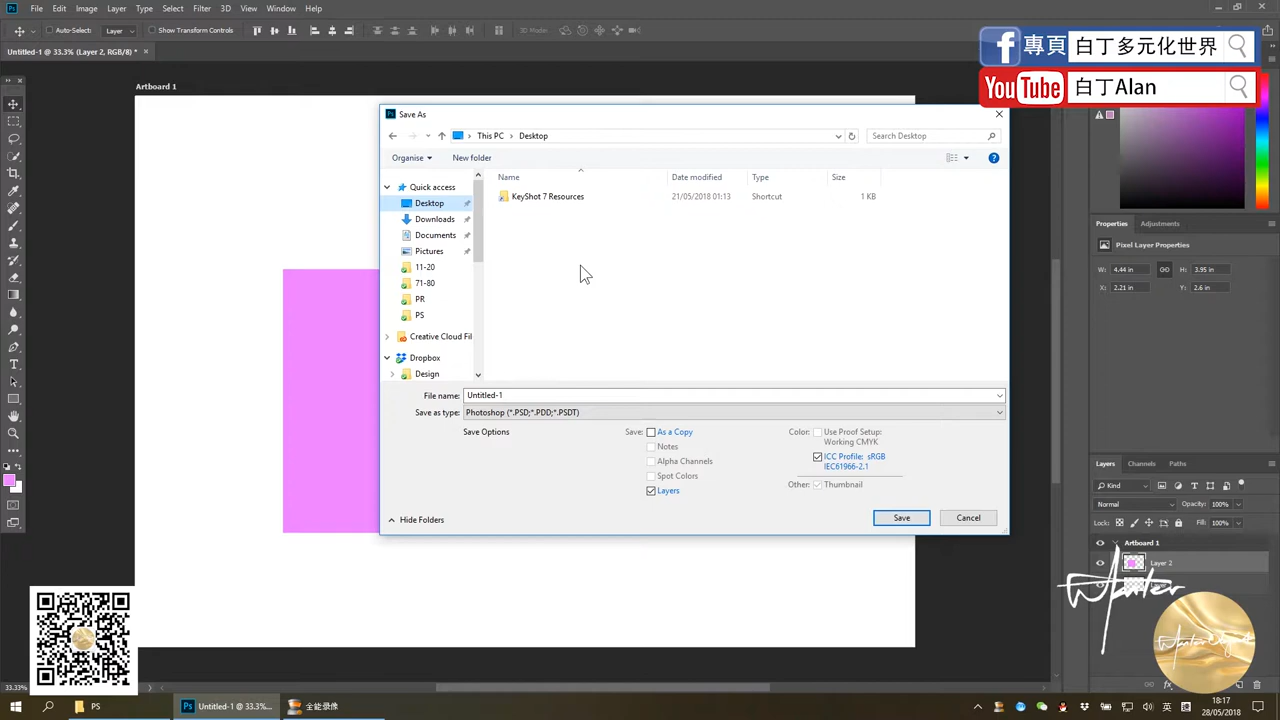 File Edit Image Layer Type Select Filter 3D View Window Help
Auto-Select: Layer Show Transform Controls 3D Mode:
Untitled-1 @ 33.3% (Layer 2, RGB/8) * ×
專頁 白丁多元化世界
YouTube 白丁Alan
Artboard 1
Save As
This PC > Desktop
Search Desktop
Organise New folder
Name Date modified Type Size
Quick access
KeyShot 7 Resources 21/05/2018 01:13 Shortcut 1 KB
Desktop
Downloads
Documents
Pictures
11-20
71-80
PR
PS
Creative Cloud Fil
Dropbox
Design
File name: Untitled-1
Save as type: Photoshop (*.PSD;*.PDD;*.PSDT)
Save Options
Save: As a Copy
Notes
Alpha Channels
Spot Colors
Layers
Color: Use Proof Setup:
Working CMYK
ICC Profile: sRGB
IEC61966-2.1
Other: Thumbnail
Hide Folders
Save Cancel
Properties Adjustments
Pixel Layer Properties
W: 4.44 in H: 3.95 in
X: 2.21 in Y: 2.6 in
Layers Channels Paths
Kind
Normal Opacity: 100%
Lock: Fill: 100%
Artboard 1
Layer 2
33.33%
PS
Untitled-1 @ 33.3%...
全能录像
18:17
28/05/2018